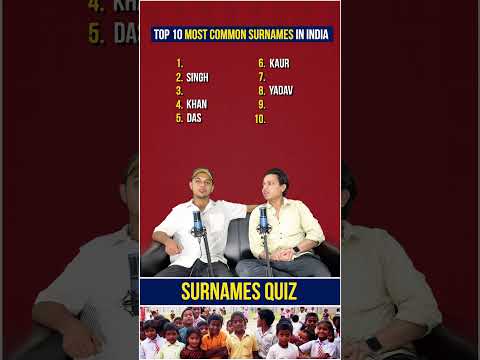 TOP 10 MOST COMMON SURNAMES IN INDIA
1.
2. SINGH
3.
4. KHAN
5. DAS
6. KAUR
7.
8. YADAV
9.
10.
SURNAMES QUIZ
4. KHAN
5. DAS